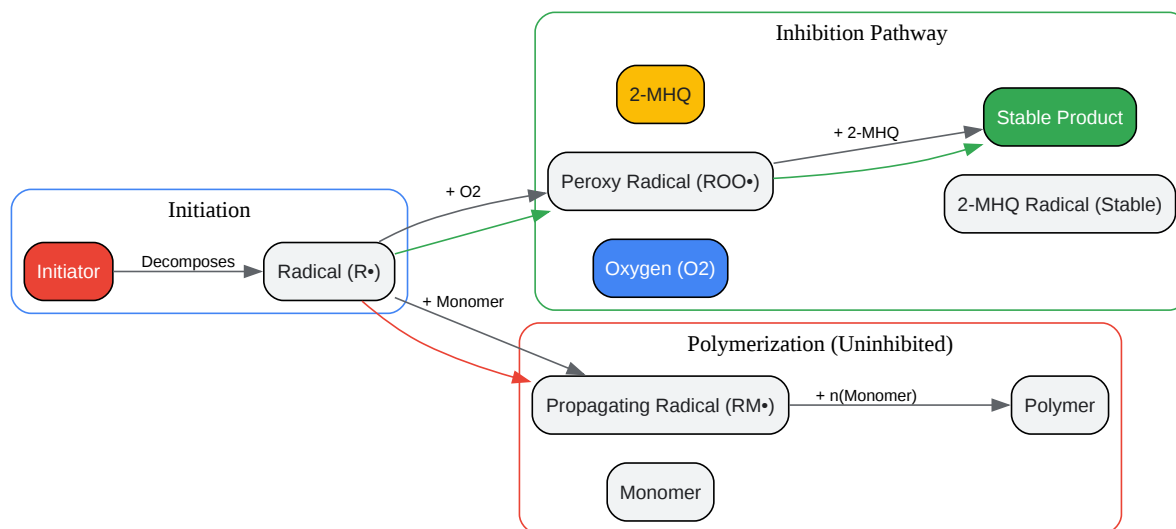 Inhibition Pathway
2-MHQ
Stable Product
+ 2-MHQ
Peroxy Radical (ROO•)
2-MHQ Radical (Stable)
+ O2
Initiation
Initiator
Decomposes
Radical (R•)
Oxygen (O2)
+ Monomer
Polymerization (Uninhibited)
Propagating Radical (RM•)
+ n(Monomer)
Polymer
Monomer